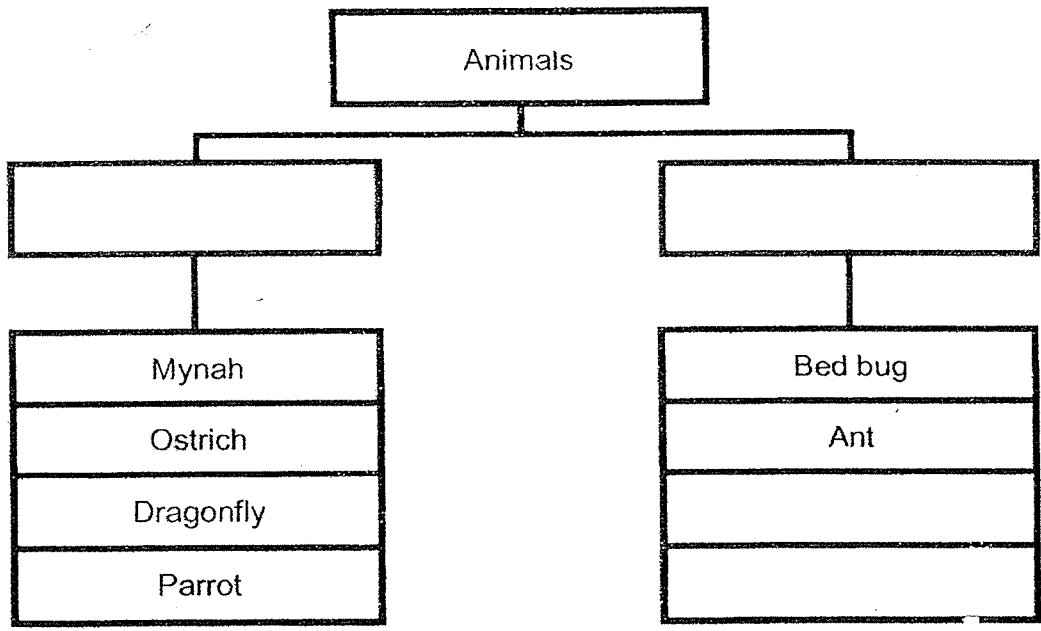 Animals
Mynah
Ostrich
Dragonfly
Parrot
Bed bug
Ant